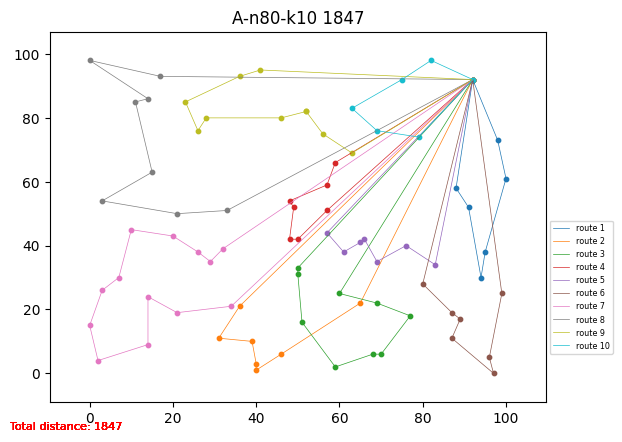 A-n80-k10 1847
100
80
60
40
20
0
0 20 40 60 80 100
route 1
route 2
route 3
route 4
route 5
route 6
route 7
route 8
route 9
route 10
Total distance: 1847